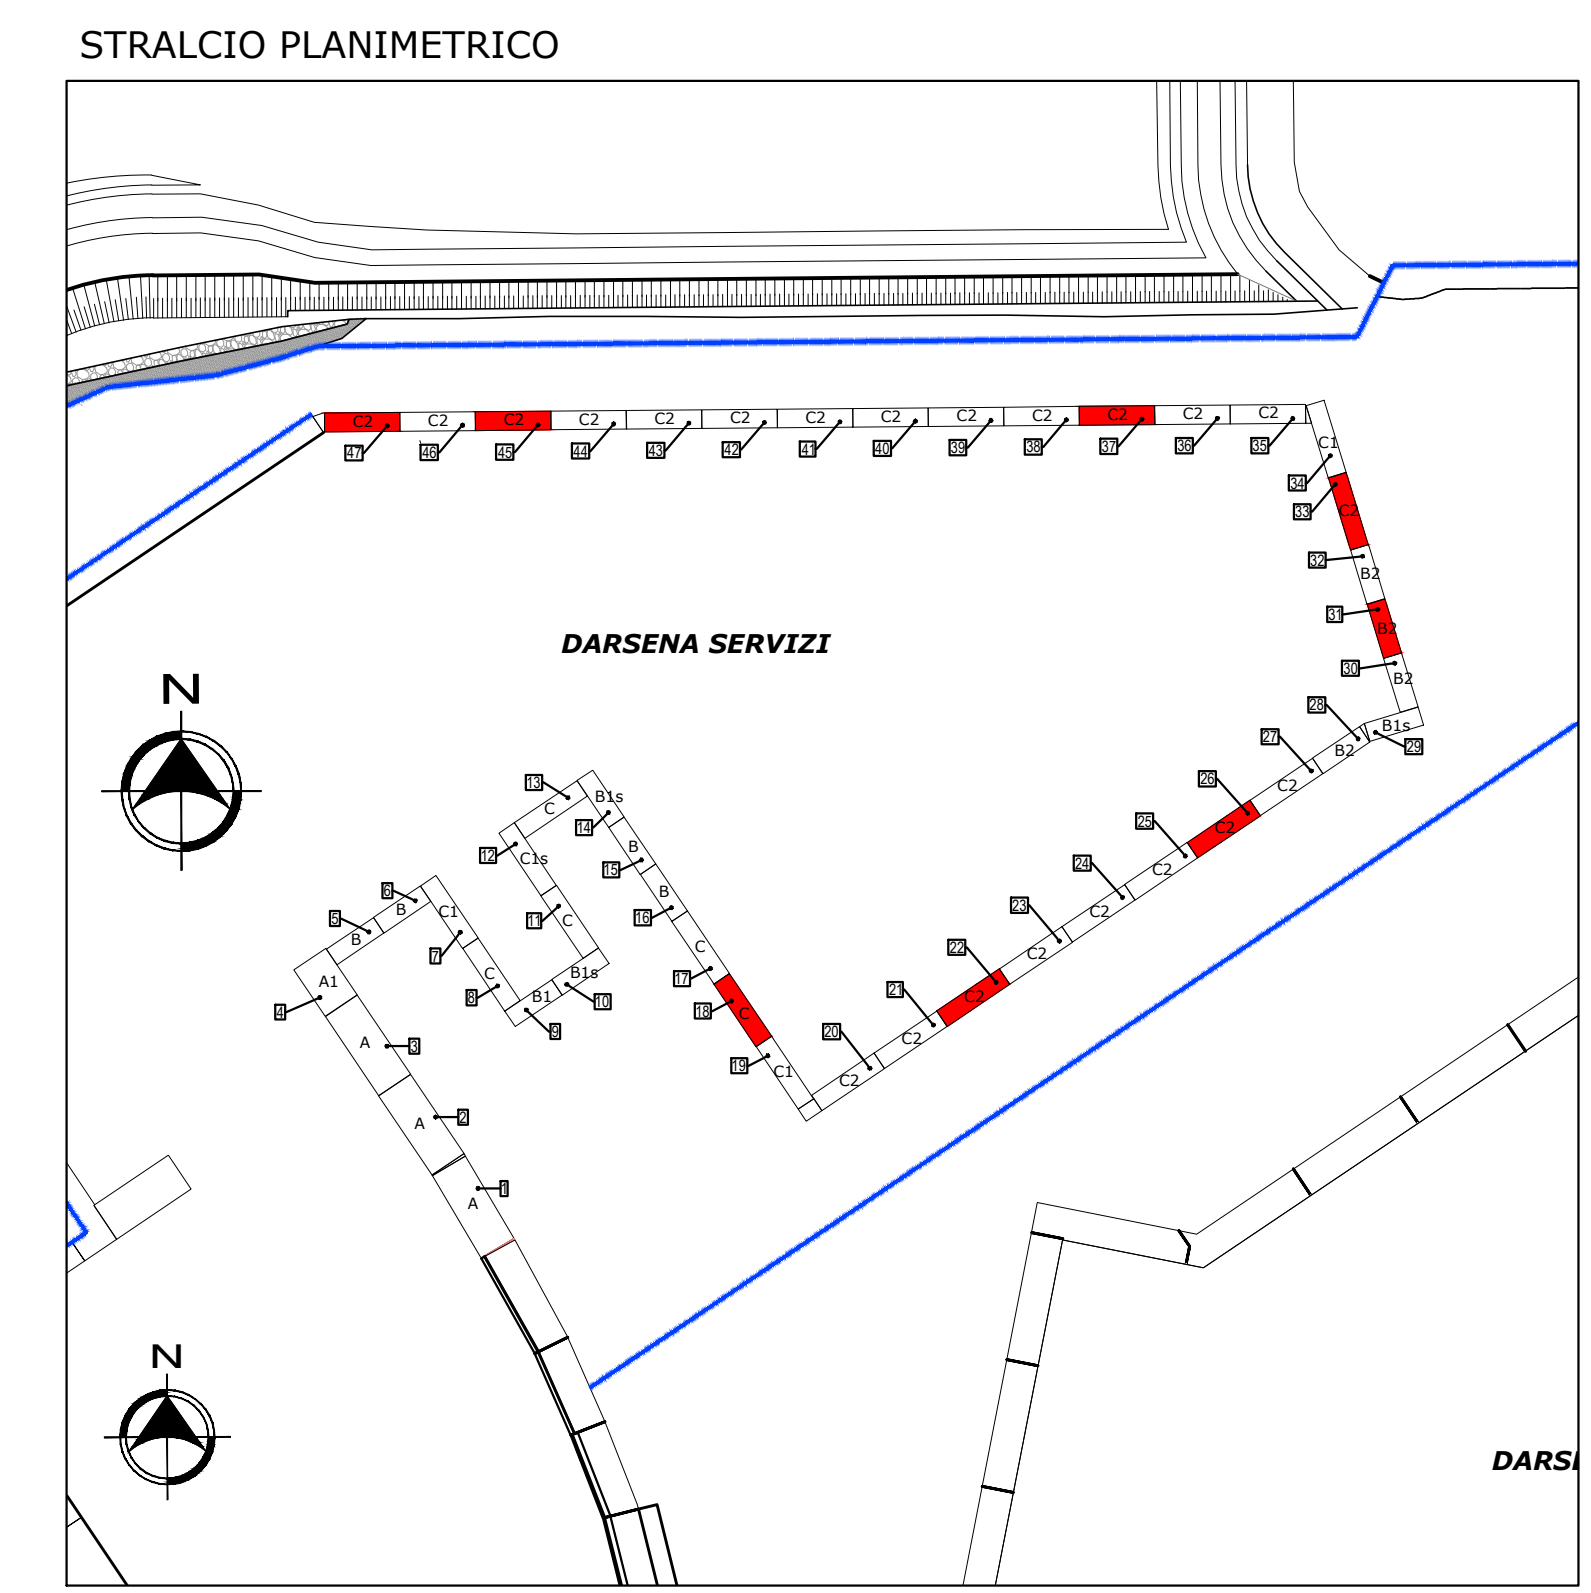 STRALCIO PLANIMETRICO
C2 C2 C2 C2 C2 C2 C2 C2 C2 C2 C2 C2 C2
47 46 45 44 43 42 41 40 39 38 37 36 35
C1
34
33
C2
32
B2
31
B2
30
B2
28
B1s
29
B2
27
C2
26
C2
25
C2
24
C2
23
C2
22
C2
21
C2
20
C2
DARSENA SERVIZI
N
13
C
B1s
14
12
C1s
15
B
11
C
16
B
6
B
5
B
C1
7
C
8
B1
B1s
10
9
17
C
18
C
19
C1
A1
4
A
3
A
2
A
1
N
DARS